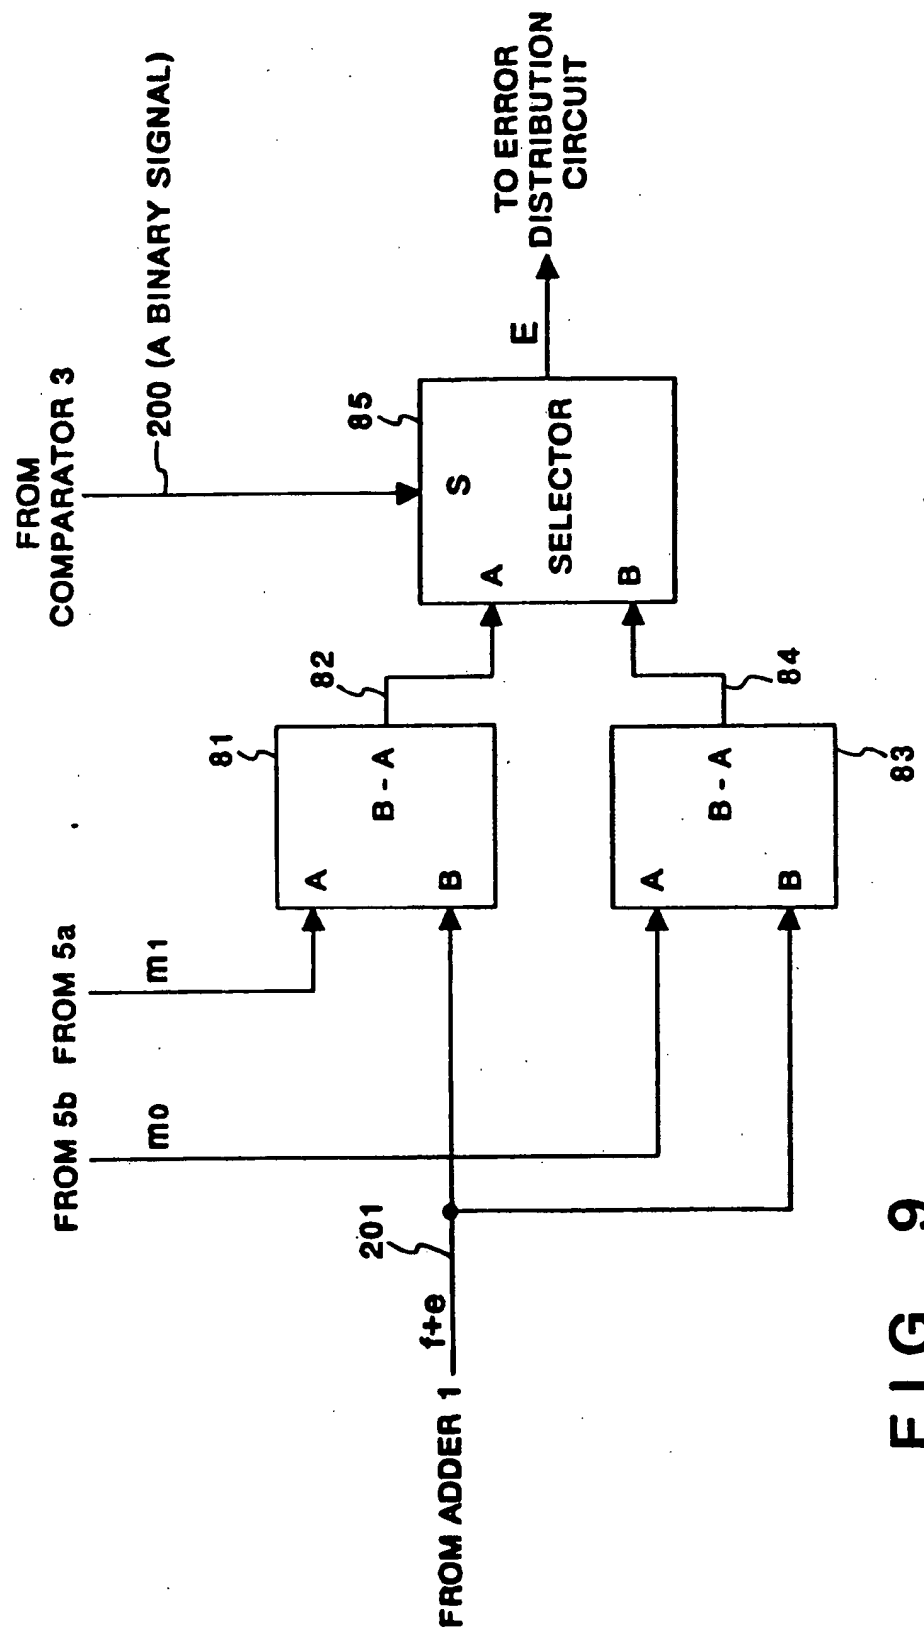 FROM
COMPARATOR 3
200 (A BINARY SIGNAL)
FROM 5b
FROM 5a
m0
m1
81
A
B - A
B
82
85
S
A
SELECTOR
B
E
TO ERROR
DISTRIBUTION
CIRCUIT
201
f+e
FROM ADDER 1
A
B - A
B
84
83
FIG. 9